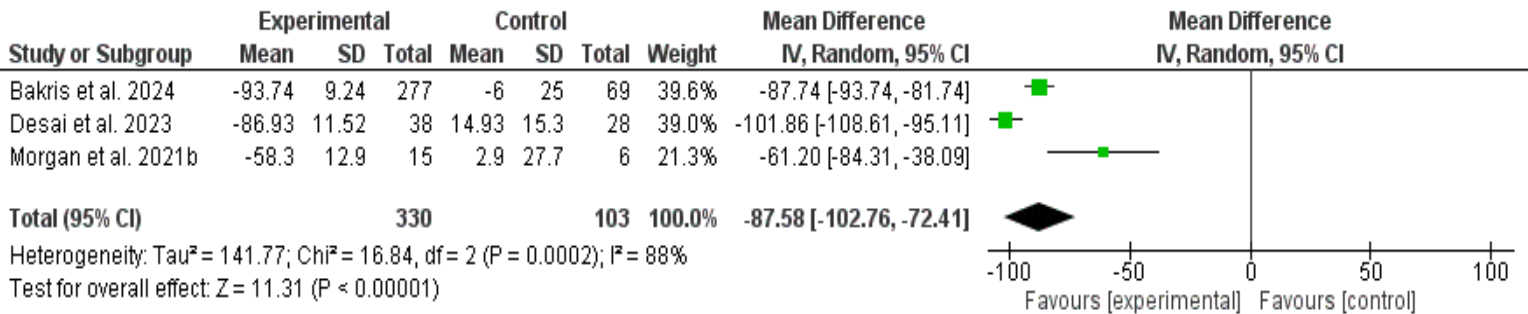 Experimental Control Mean Difference Mean Difference
Study or Subgroup Mean SD Total Mean SD Total Weight IV, Random, 95% CI IV, Random, 95% CI
Bakris et al. 2024 -93.74 9.24 277 -6 25 69 39.6% -87.74 [-93.74, -81.74]
Desai et al. 2023 -86.93 11.52 38 14.93 15.3 28 39.0% -101.86 [-108.61, -95.11]
Morgan et al. 2021b -58.3 12.9 15 2.9 27.7 6 21.3% -61.20 [-84.31, -38.09]
Total (95% CI) 330 103 100.0% -87.58 [-102.76, -72.41]
Heterogeneity: Tau² = 141.77; Chi² = 16.84, df = 2 (P = 0.0002); I² = 88%
Test for overall effect: Z = 11.31 (P < 0.00001)
-100 -50 0 50 100
Favours [experimental] Favours [control]